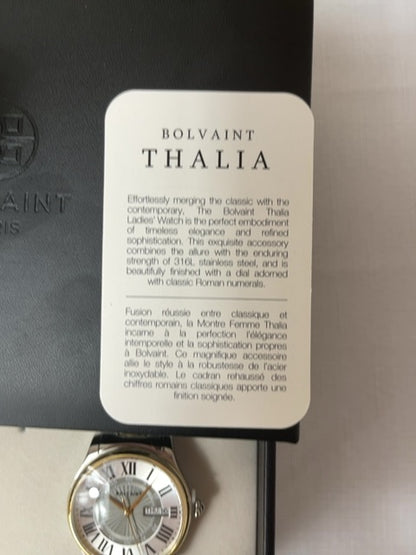 BOLVAINT
THALIA
Effortlessly merging the classic with the
contemporary, The Bolvaint Thalia
Ladies' Watch is the perfect embodiment
of timeless elegance and refined
sophistication. This exquisite accessory
combines the allure with the enduring
strength of 316L stainless steel, and is
beautifully finished with a dial adorned
with classic Roman numerals.
Fusion réussie entre classique et
contemporain, la Montre Femme Thalia
incarne à la perfection l'élégance
intemporelle et la sophistication propres
à Bolvaint. Ce magnifique accessoire
allie le style à la robustesse de l'acier
inoxydable. Le cadran rehaussé des
chiffres romains classiques apporte une
finition soignée.
VAINT
XII
BOLVAINT